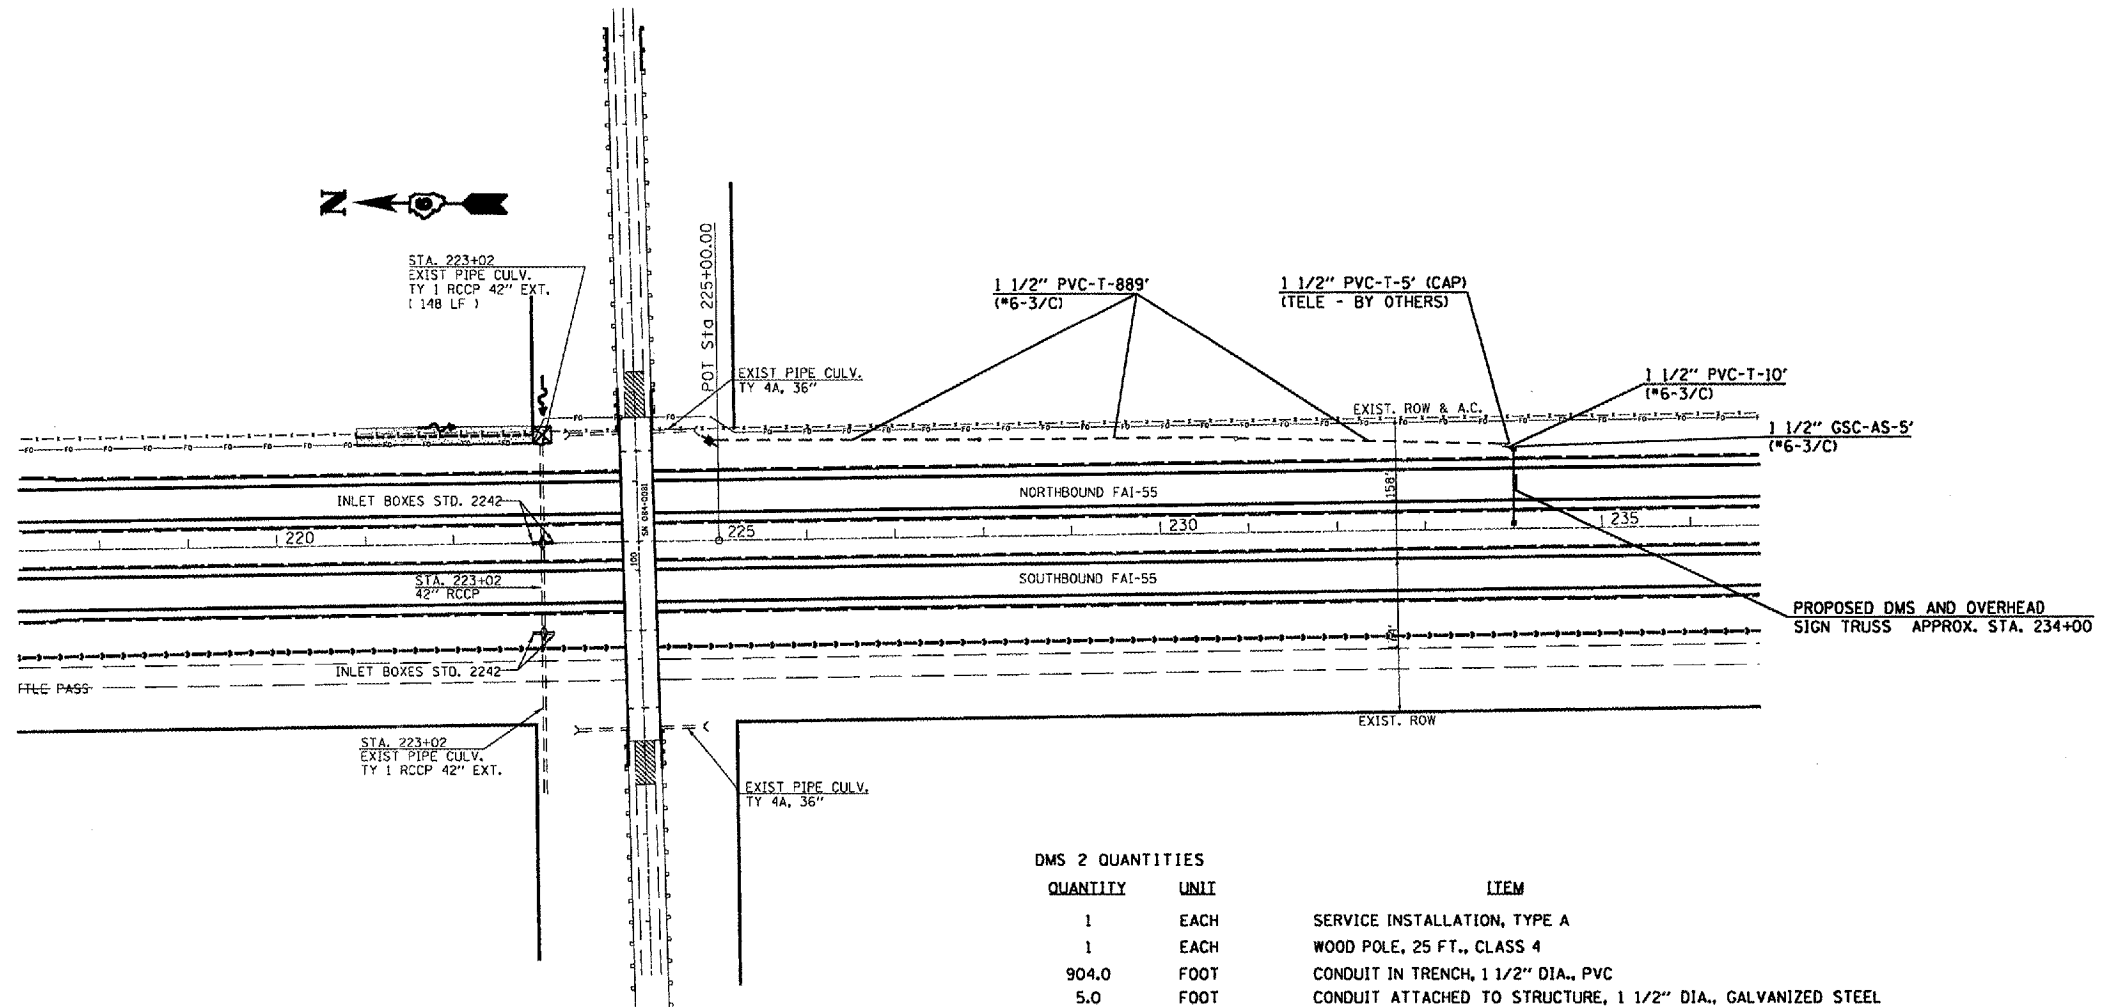 N
6
STA. 223+02
EXIST PIPE CULV.
TY 1 RCCP 42" EXT.
( 148 LF )
POT Sta 225+00.00
1 1/2" PVC-T-889'
(#6-3/C)
1 1/2" PVC-T-5' (CAP)
(TELE - BY OTHERS)
1 1/2" PVC-T-10'
(#6-3/C)
1 1/2" GSC-AS-5'
(#6-3/C)
EXIST PIPE CULV.
TY 4A, 36"
EXIST. ROW & A.C.
FO
INLET BOXES STD. 2242
NORTHBOUND FAI-55
158'
SN 084-0081
100
220
225
230
235
STA. 223+02
42" RCCP
SOUTHBOUND FAI-55
PROPOSED DMS AND OVERHEAD
SIGN TRUSS APPROX. STA. 234+00
INLET BOXES STD. 2242
PASS
EXIST. ROW
STA. 223+02
EXIST PIPE CULV.
TY 1 RCCP 42" EXT.
EXIST PIPE CULV.
TY 4A, 36"
DMS 2 QUANTITIES
QUANTITY UNIT ITEM
1 EACH SERVICE INSTALLATION, TYPE A
1 EACH WOOD POLE, 25 FT., CLASS 4
904.0 FOOT CONDUIT IN TRENCH, 1 1/2" DIA., PVC
5.0 FOOT CONDUIT ATTACHED TO STRUCTURE, 1 1/2" DIA., GALVANIZED STEEL